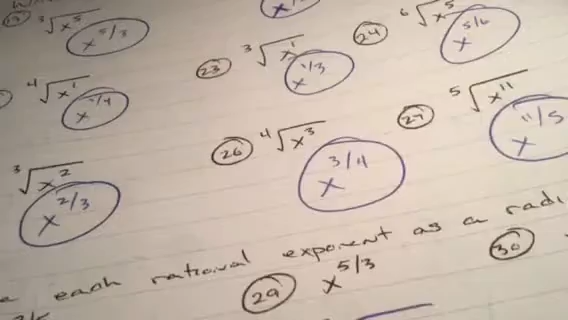 ∛x⁵ ㉔ ⁶√x⁵
x^5/3 x^5/6
⁴√x¹ ㉓ ∛x¹
x^1/4 x^1/3
㉗ ⁵√x¹¹
x^11/5
∛x² ㉖ ⁴√x³
x^2/3 x^3/4
each rational exponent as a radi
㉙ x^5/3 ㉚